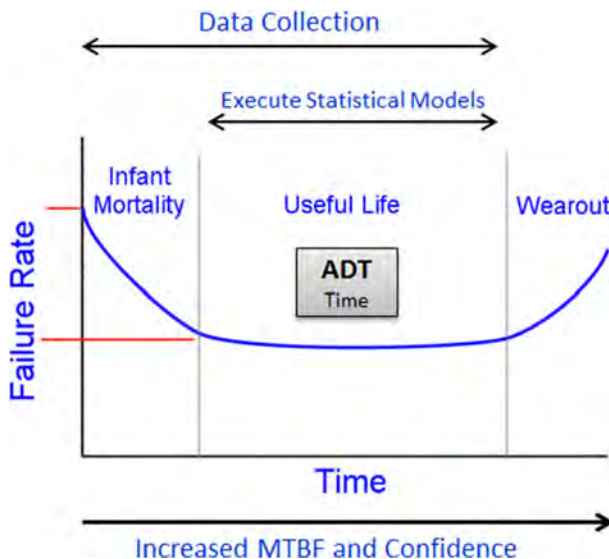 Data Collection
Execute Statistical Models
Infant
Mortality
Useful Life
Wearout
ADT
Time
Failure Rate
Time
Increased MTBF and Confidence